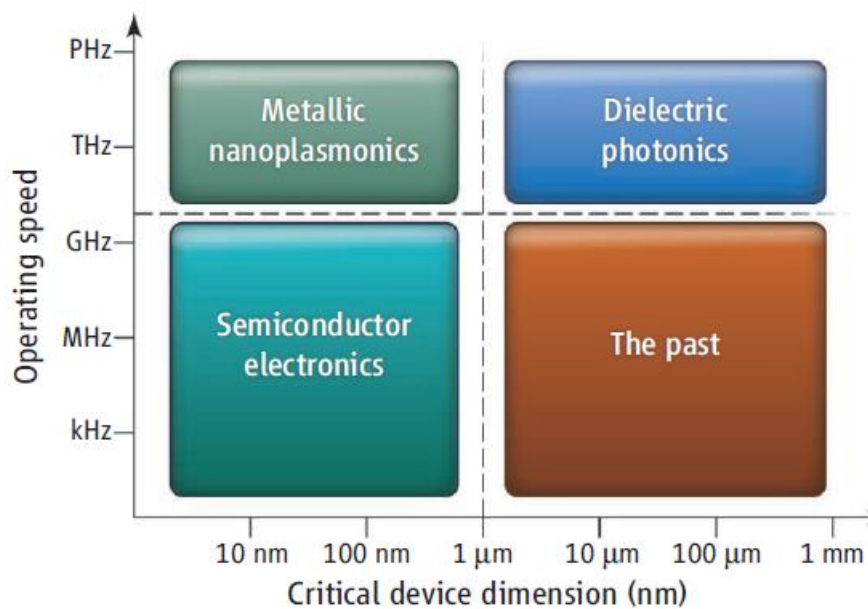 PHz
THz
GHz
MHz
kHz
Operating speed
Metallic
nanoplasmonics
Dielectric
photonics
Semiconductor
electronics
The past
10 nm 100 nm 1 μm 10 μm 100 μm 1 mm
Critical device dimension (nm)